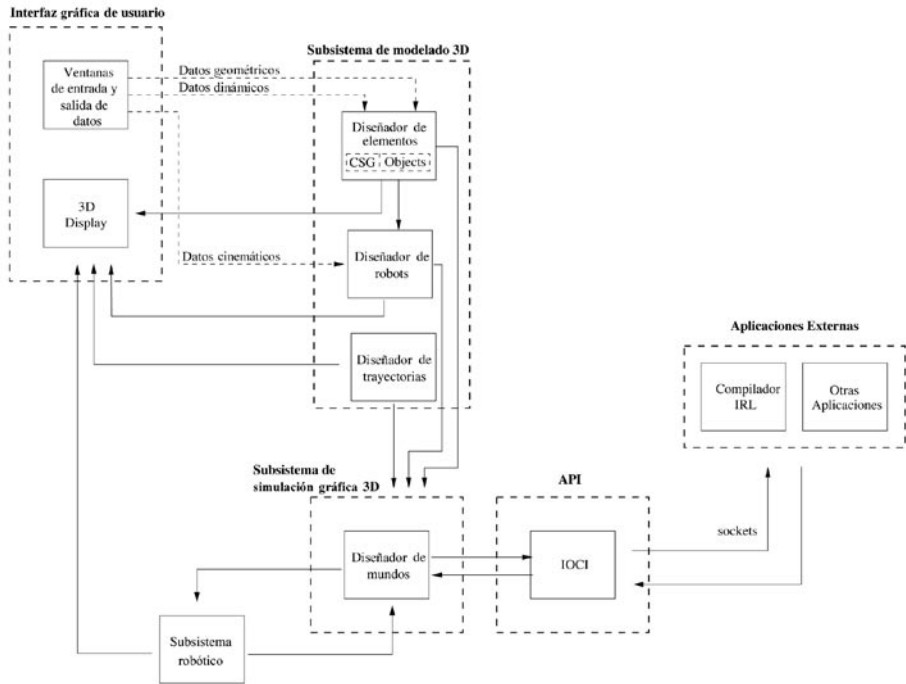 Interfaz gráfica de usuario
Subsistema de modelado 3D
Ventanas
de entrada y
salida de
datos
Datos geométricos
Datos dinámicos
Diseñador de
elementos
CSG
Objects
3D
Display
Datos cinemáticos
Diseñador de
robots
Diseñador de
trayectorias
Aplicaciones Externas
Compilador
IRL
Otras
Aplicaciones
Subsistema de
simulación gráfica 3D
API
sockets
Diseñador de
mundos
IOCI
Subsistema
robótico